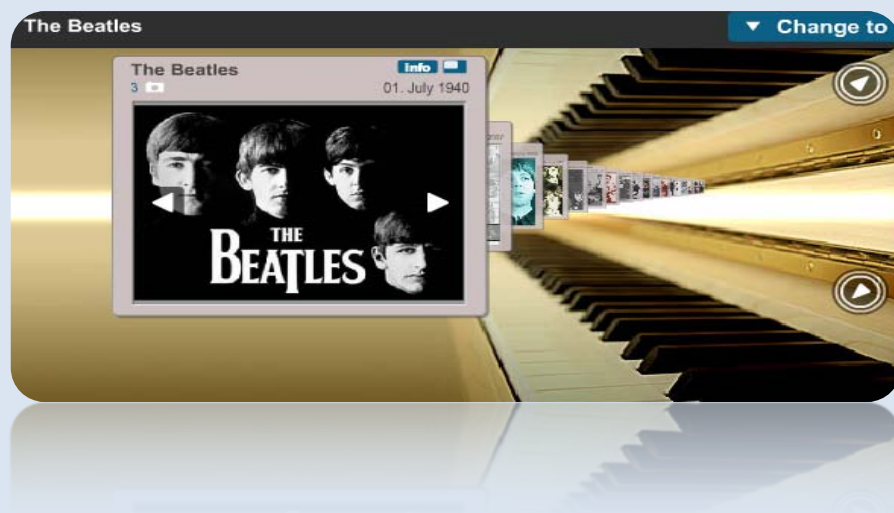 The Beatles
Change to
The Beatles
info
3
01. July 1940
THE
BEATLES